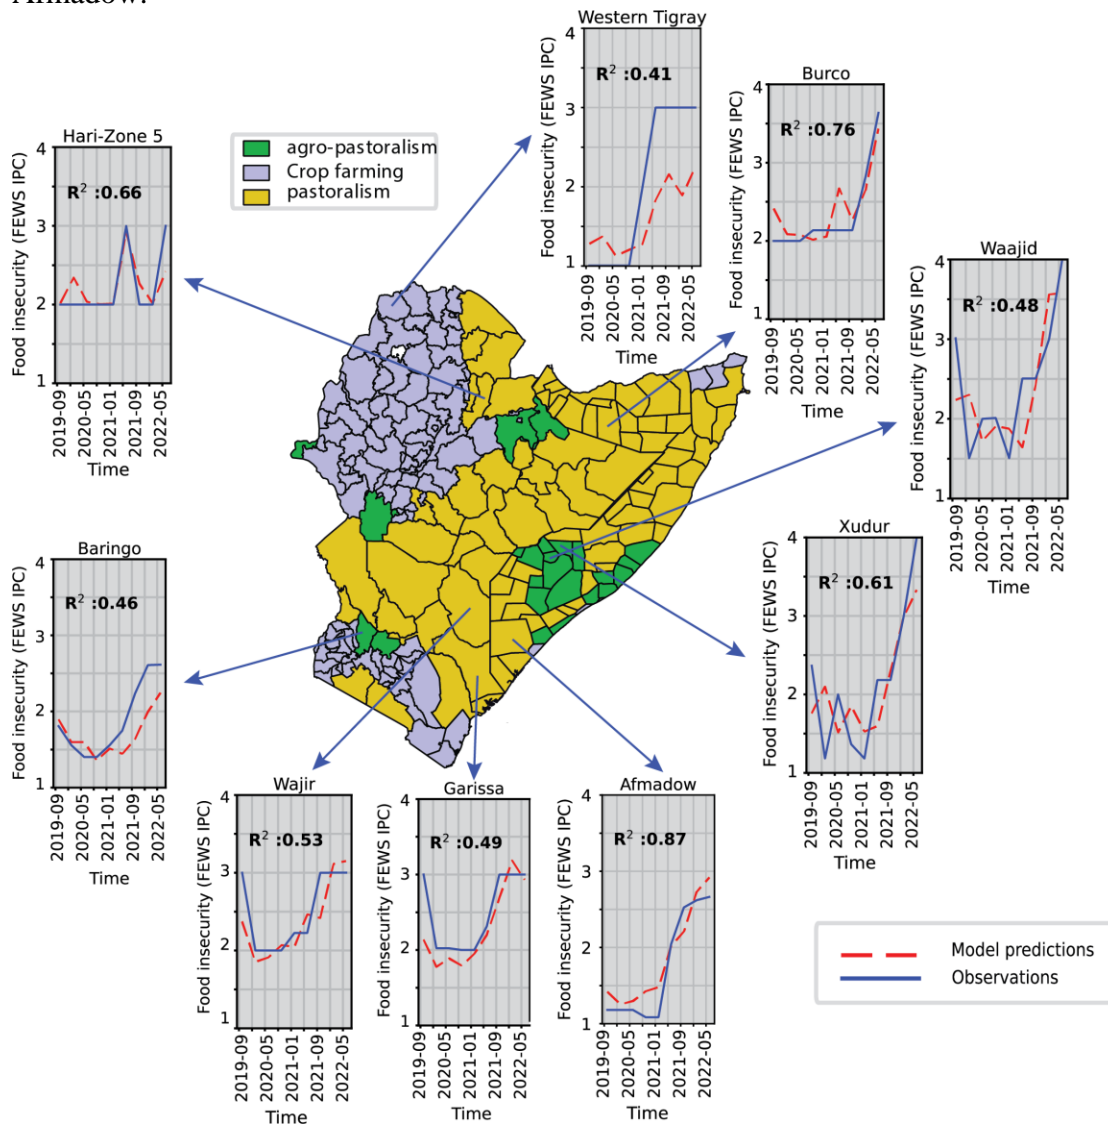 Afmadow.
Western Tigray
Food insecurity (FEWS IPC)
4
3
2
1
R² :0.41
2019-09
2020-05
2021-01
2021-09
2022-05
Time
Burco
Food insecurity (FEWS IPC)
4
3
2
1
R² :0.76
2019-09
2020-05
2021-01
2021-09
2022-05
Time
Hari-Zone 5
Food insecurity (FEWS IPC)
4
3
2
1
R² :0.66
2019-09
2020-05
2021-01
2021-09
2022-05
Time
agro-pastoralism
Crop farming
pastoralism
Waajid
Food insecurity (FEWS IPC)
4
3
2
1
R² :0.48
2019-09
2020-05
2021-01
2021-09
2022-05
Time
Xudur
Food insecurity (FEWS IPC)
4
3
2
1
R² :0.61
2019-09
2020-05
2021-01
2021-09
2022-05
Time
Baringo
Food insecurity (FEWS IPC)
4
3
2
1
R² :0.46
2019-09
2020-05
2021-01
2021-09
2022-05
Time
Wajir
Food insecurity (FEWS IPC)
4
3
2
1
R² :0.53
2019-09
2020-05
2021-01
2021-09
2022-05
Time
Garissa
Food insecurity (FEWS IPC)
4
3
2
1
R² :0.49
2019-09
2020-05
2021-01
2021-09
2022-05
Time
Afmadow
Food insecurity (FEWS IPC)
4
3
2
1
R² :0.87
2019-09
2020-05
2021-01
2021-09
2022-05
Time
Model predictions
Observations